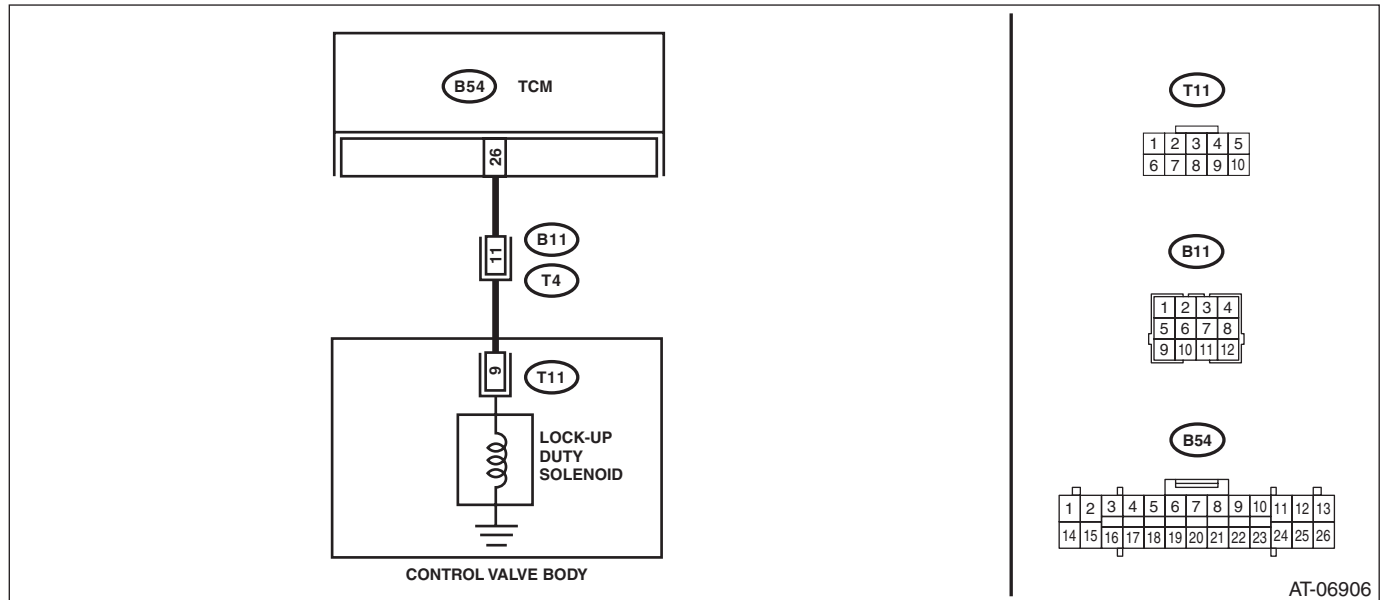 B54 TCM
26
11
B11
T4
9
T11
LOCK-UP
DUTY
SOLENOID
CONTROL VALVE BODY
T11
1 2 3 4 5
6 7 8 9 10
B11
1 2 3 4
5 6 7 8
9 10 11 12
B54
1 2 3 4 5 6 7 8 9 10 11 12 13
14 15 16 17 18 19 20 21 22 23 24 25 26
AT-06906